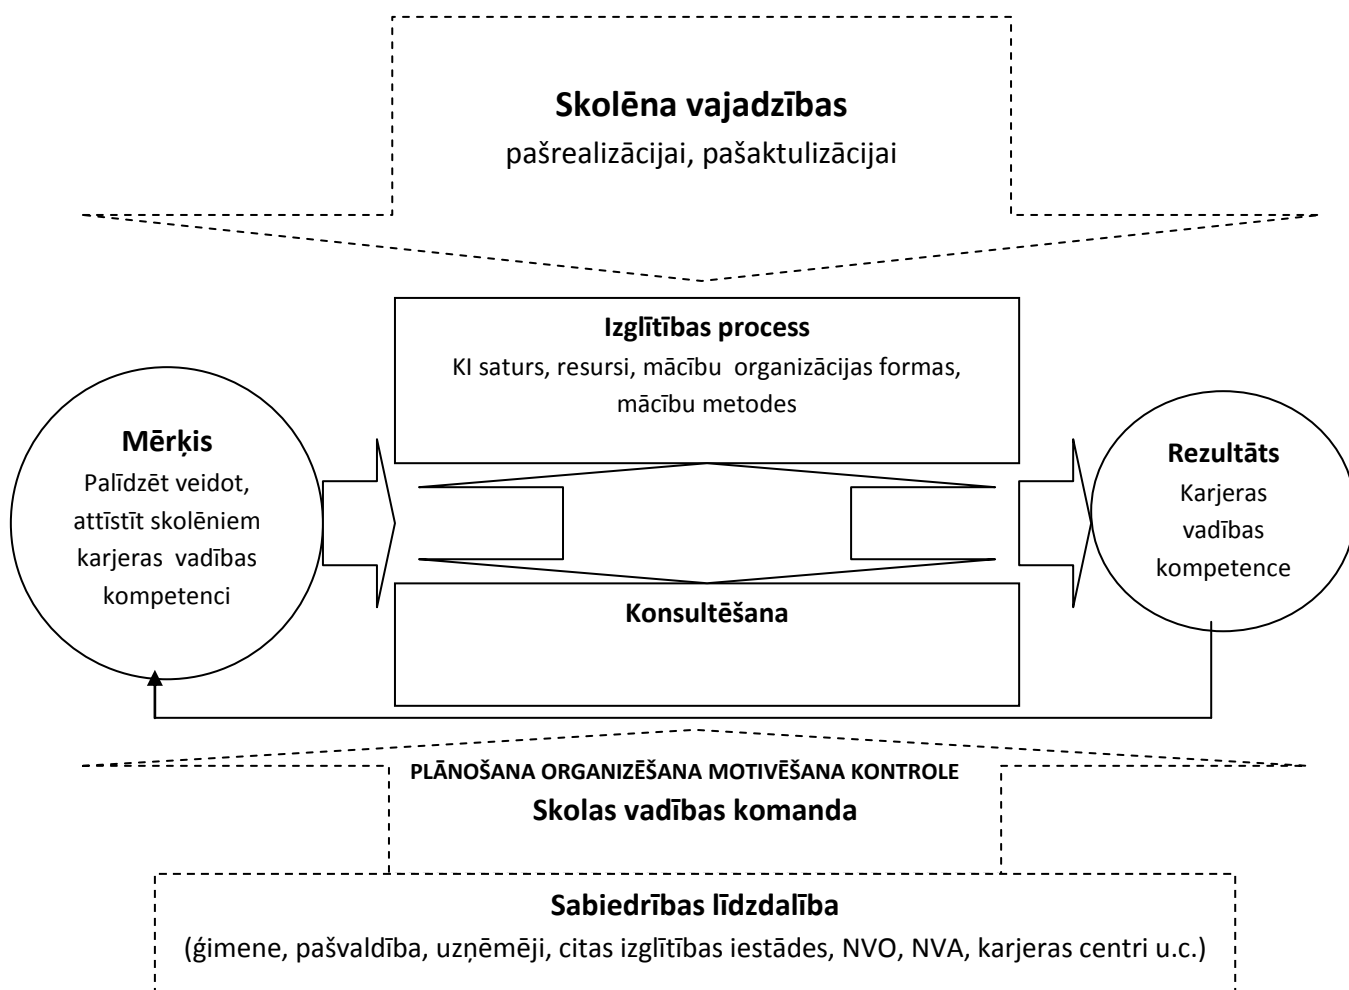 Skolēna vajadzības
pašrealizācijai, pašaktulizācijai
Izglītības process
KI saturs, resursi, mācību organizācijas formas,
mācību metodes
Mērķis
Palīdzēt veidot,
attīstīt skolēniem
karjeras vadības
kompetenci
Rezultāts
Karjeras
vadības
kompetence
Konsultēšana
PLĀNOŠANA ORGANIZĒŠANA MOTIVĒŠANA KONTROLE
Skolas vadības komanda
Sabiedrības līdzdalība
(ģimene, pašvaldība, uzņēmēji, citas izglītības iestādes, NVO, NVA, karjeras centri u.c.)